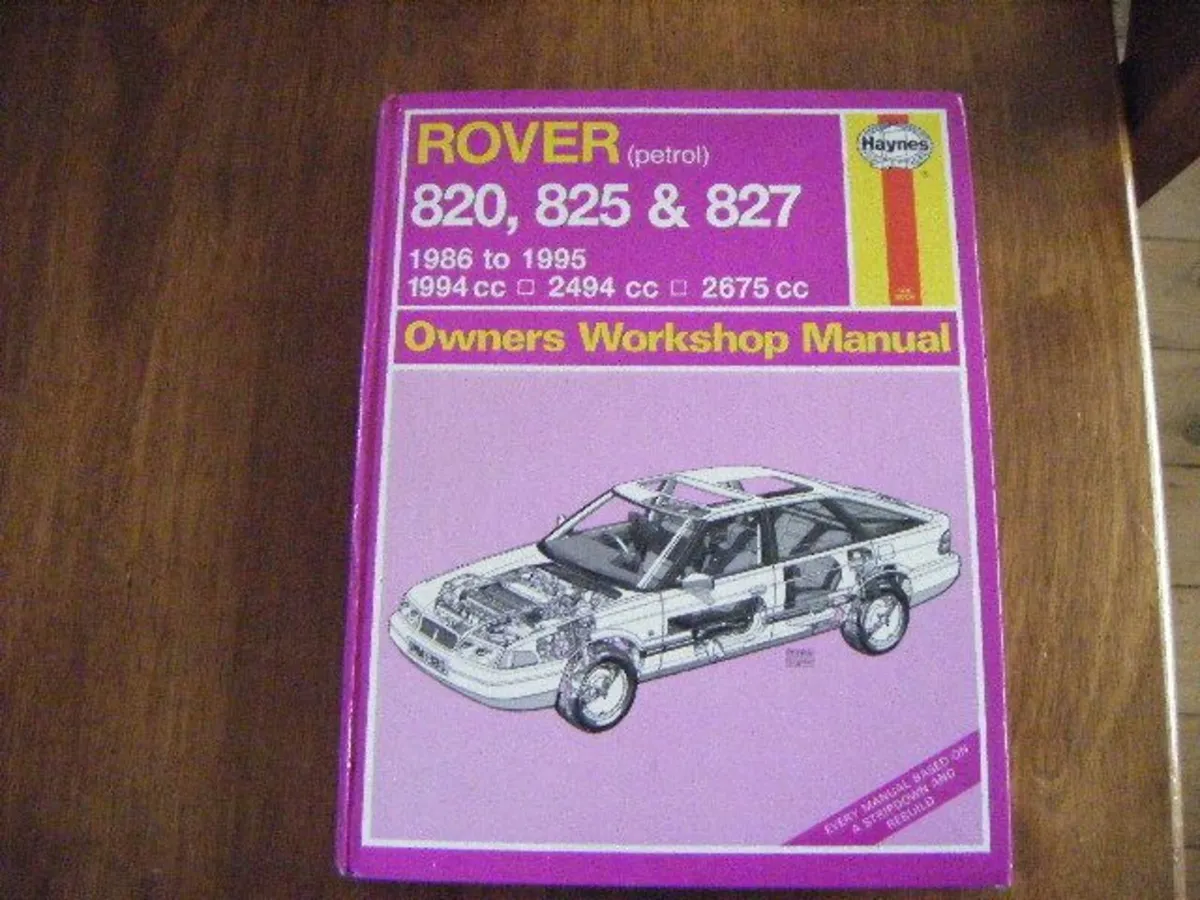 ROVER (petrol)
Haynes
820, 825 & 827
1986 to 1995
1994 cc □ 2494 cc □ 2675 cc
Owners Workshop Manual
EVERY MANUAL BASED ON
A STRIPDOWN AND
REBUILD